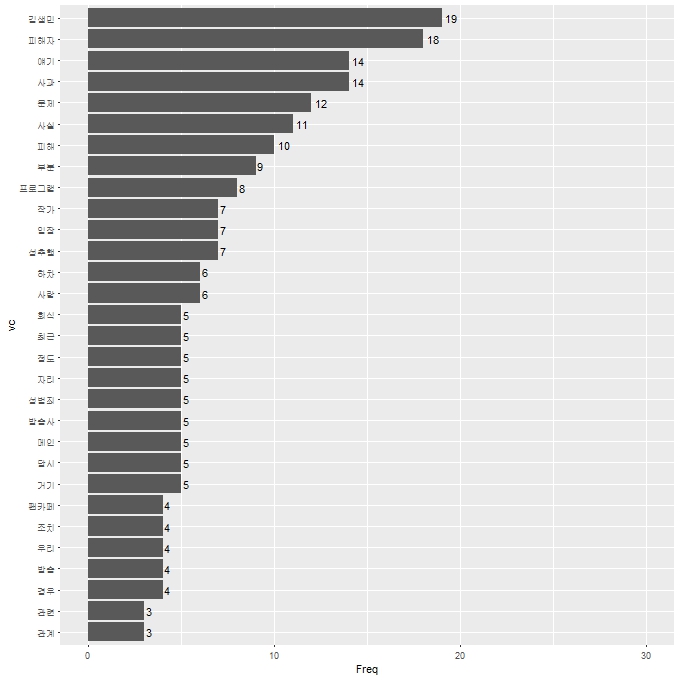 김생민 19
피해자 18
얘기 14
사과 14
문제 12
사실 11
피해 10
부분 9
프로그램 8
작가 7
입장 7
성추행 7
하차 6
사람 6
회식 5
최근 5
정도 5
자리 5
성범죄 5
방송사 5
메인 5
당시 5
거기 5
팬카페 4
조치 4
우리 4
방송 4
경우 4
관련 3
관계 3
vc
0 10 20 30
Freq